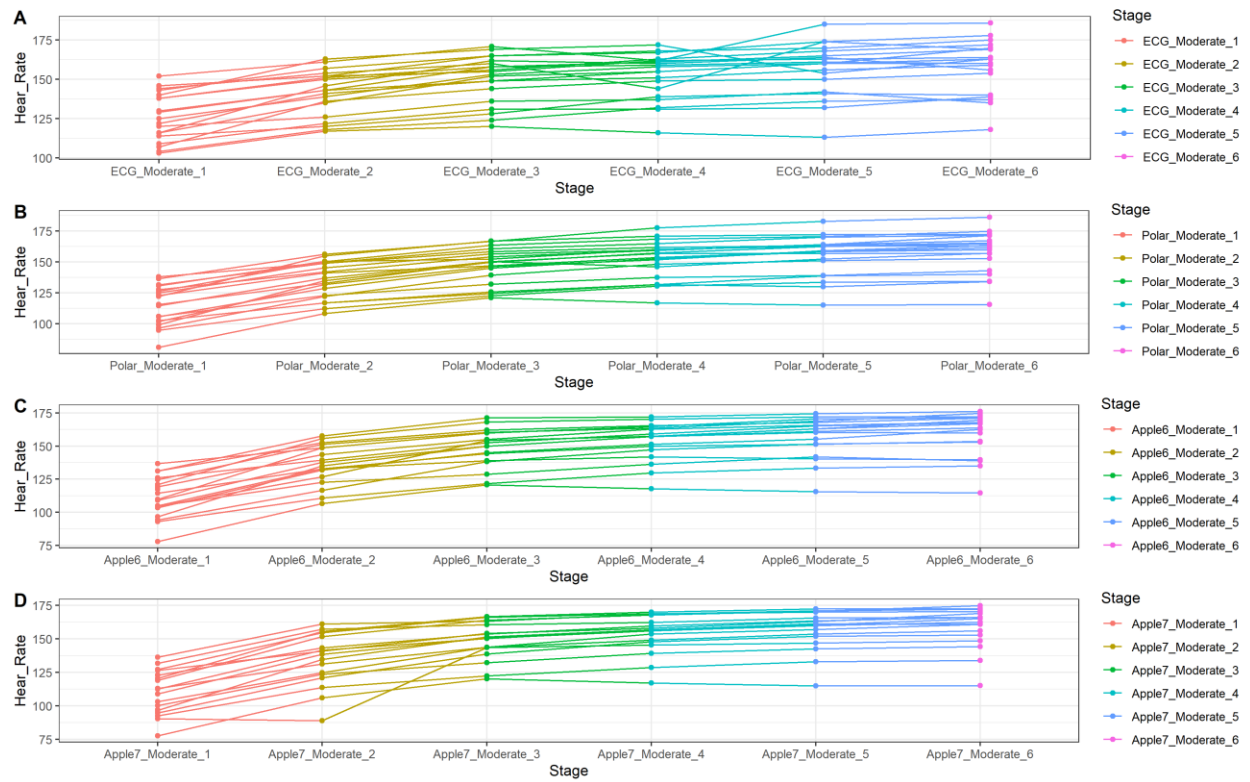 A
Hear_Rate
175
150
125
100
ECG_Moderate_1 ECG_Moderate_2 ECG_Moderate_3 ECG_Moderate_4 ECG_Moderate_5 ECG_Moderate_6
Stage
Stage
ECG_Moderate_1
ECG_Moderate_2
ECG_Moderate_3
ECG_Moderate_4
ECG_Moderate_5
ECG_Moderate_6
B
Hear_Rate
175
150
125
100
Polar_Moderate_1 Polar_Moderate_2 Polar_Moderate_3 Polar_Moderate_4 Polar_Moderate_5 Polar_Moderate_6
Stage
Stage
Polar_Moderate_1
Polar_Moderate_2
Polar_Moderate_3
Polar_Moderate_4
Polar_Moderate_5
Polar_Moderate_6
C
Hear_Rate
175
150
125
100
75
Apple6_Moderate_1 Apple6_Moderate_2 Apple6_Moderate_3 Apple6_Moderate_4 Apple6_Moderate_5 Apple6_Moderate_6
Stage
Stage
Apple6_Moderate_1
Apple6_Moderate_2
Apple6_Moderate_3
Apple6_Moderate_4
Apple6_Moderate_5
Apple6_Moderate_6
D
Hear_Rate
175
150
125
100
75
Apple7_Moderate_1 Apple7_Moderate_2 Apple7_Moderate_3 Apple7_Moderate_4 Apple7_Moderate_5 Apple7_Moderate_6
Stage
Stage
Apple7_Moderate_1
Apple7_Moderate_2
Apple7_Moderate_3
Apple7_Moderate_4
Apple7_Moderate_5
Apple7_Moderate_6